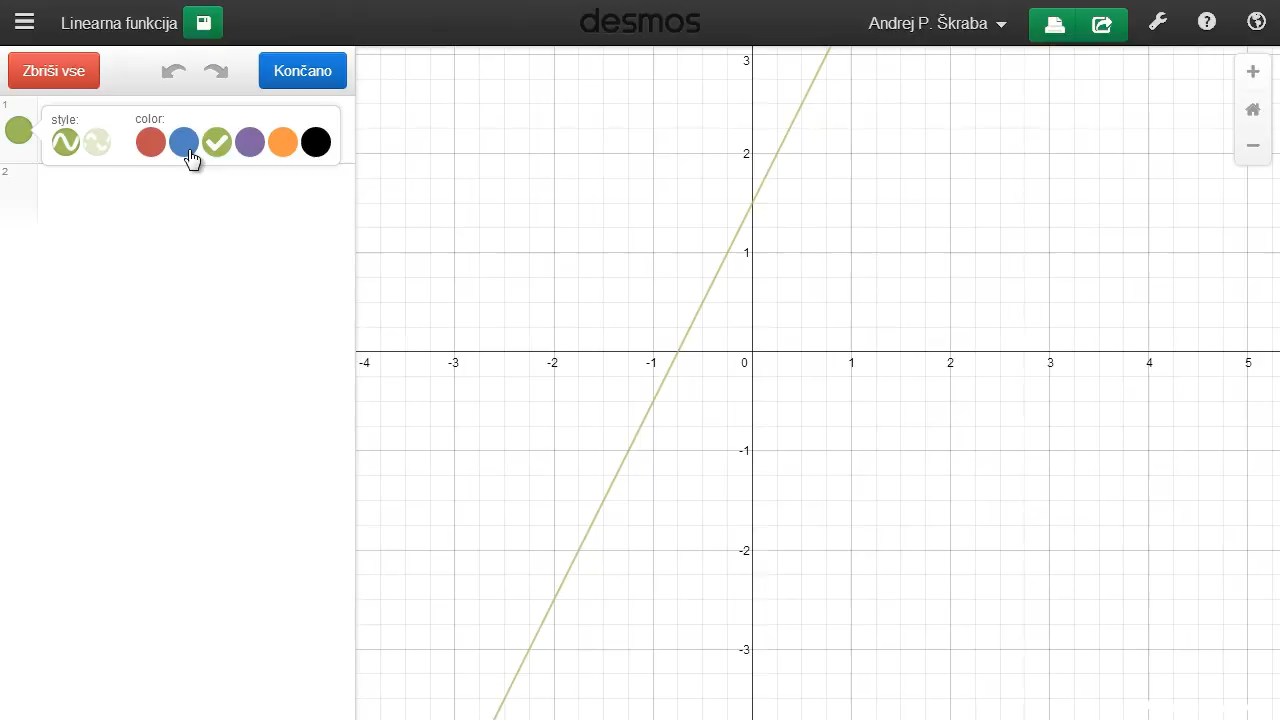 Linearna funkcija
desmos
Andrej P. Škraba
Zbriši vse
Končano
1
style:
color:
2
3
2
1
-4 -3 -2 -1 0 1 2 3 4 5
-1
-2
-3